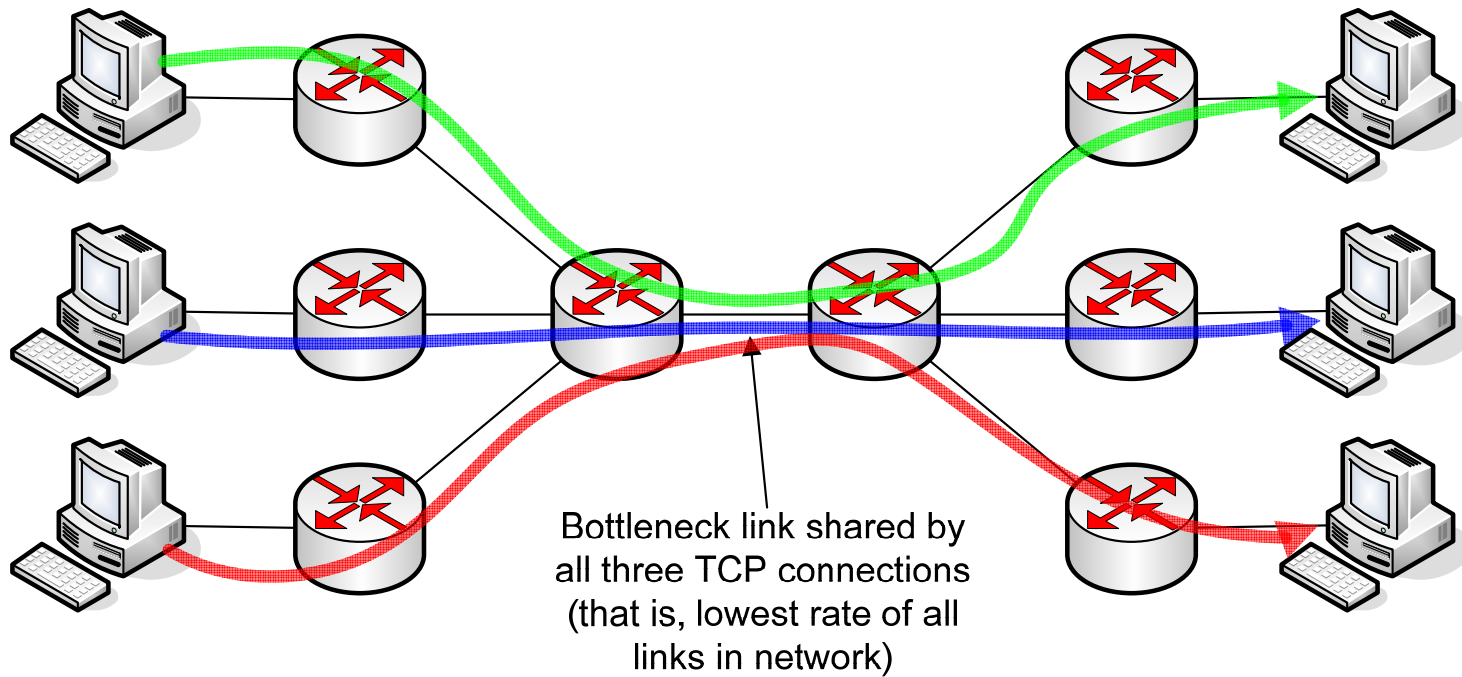 Bottleneck link shared by
all three TCP connections
(that is, lowest rate of all
links in network)